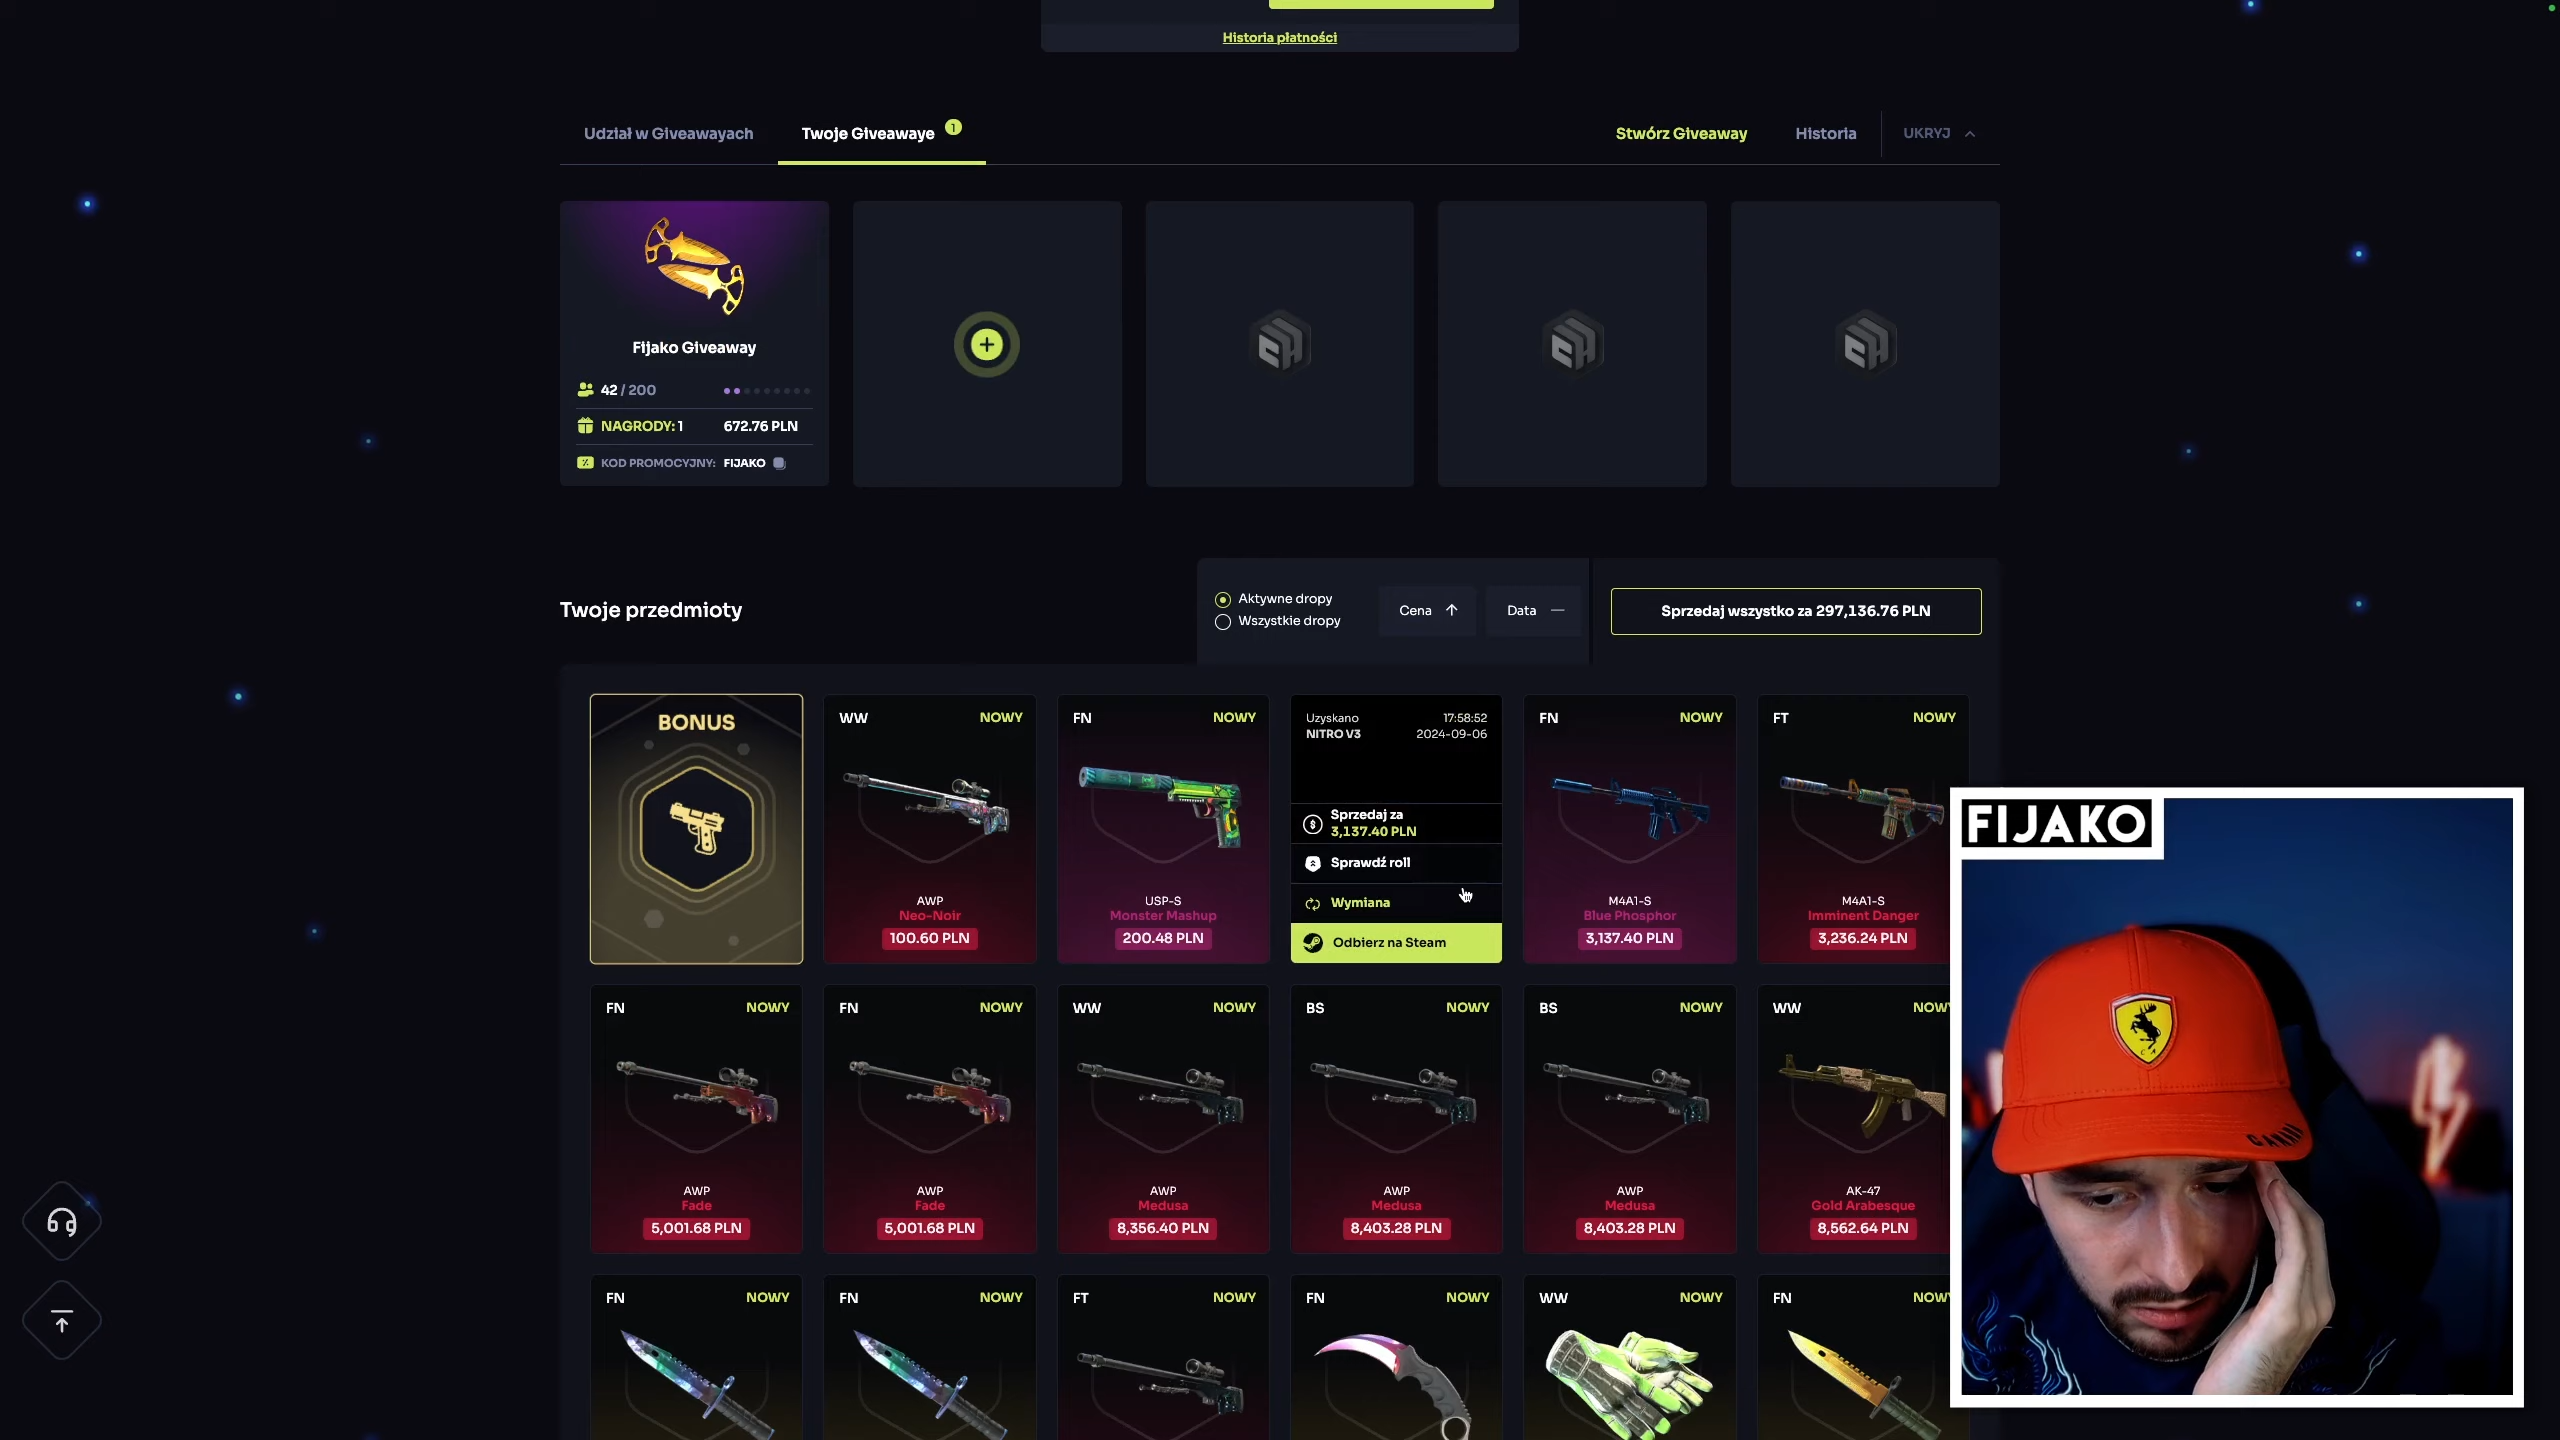 Historia płatności
Udział w Giveawayach
Twoje Giveawaye 1
Stwórz Giveaway
Historia
UKRYJ
Fijako Giveaway
42 / 200
NAGRODY: 1 672.76 PLN
KOD PROMOCYJNY: FIJAKO
Twoje przedmioty
Aktywne dropy
Wszystkie dropy
Cena
Data
Sprzedaj wszystko za 297,136.76 PLN
BONUS
WW NOWY
AWP
Neo-Noir
100.60 PLN
FN NOWY
USP-S
Monster Mashup
200.48 PLN
Uzyskano 17:58:52
NITRO V3 2024-09-06
Sprzedaj za
3,137.40 PLN
Sprawdź roll
Wymiana
Odbierz na Steam
FN NOWY
M4A1-S
Blue Phosphor
3,137.40 PLN
FT NOWY
M4A1-S
Imminent Danger
3,236.24 PLN
FN NOWY
AWP
Fade
5,001.68 PLN
FN NOWY
AWP
Fade
5,001.68 PLN
WW NOWY
AWP
Medusa
8,356.40 PLN
BS NOWY
AWP
Medusa
8,403.28 PLN
BS NOWY
AWP
Medusa
8,403.28 PLN
WW NOWY
AK-47
Gold Arabesque
8,562.64 PLN
FN NOWY
FN NOWY
FT NOWY
FN NOWY
WW NOWY
FN NOWY
FIJAKO